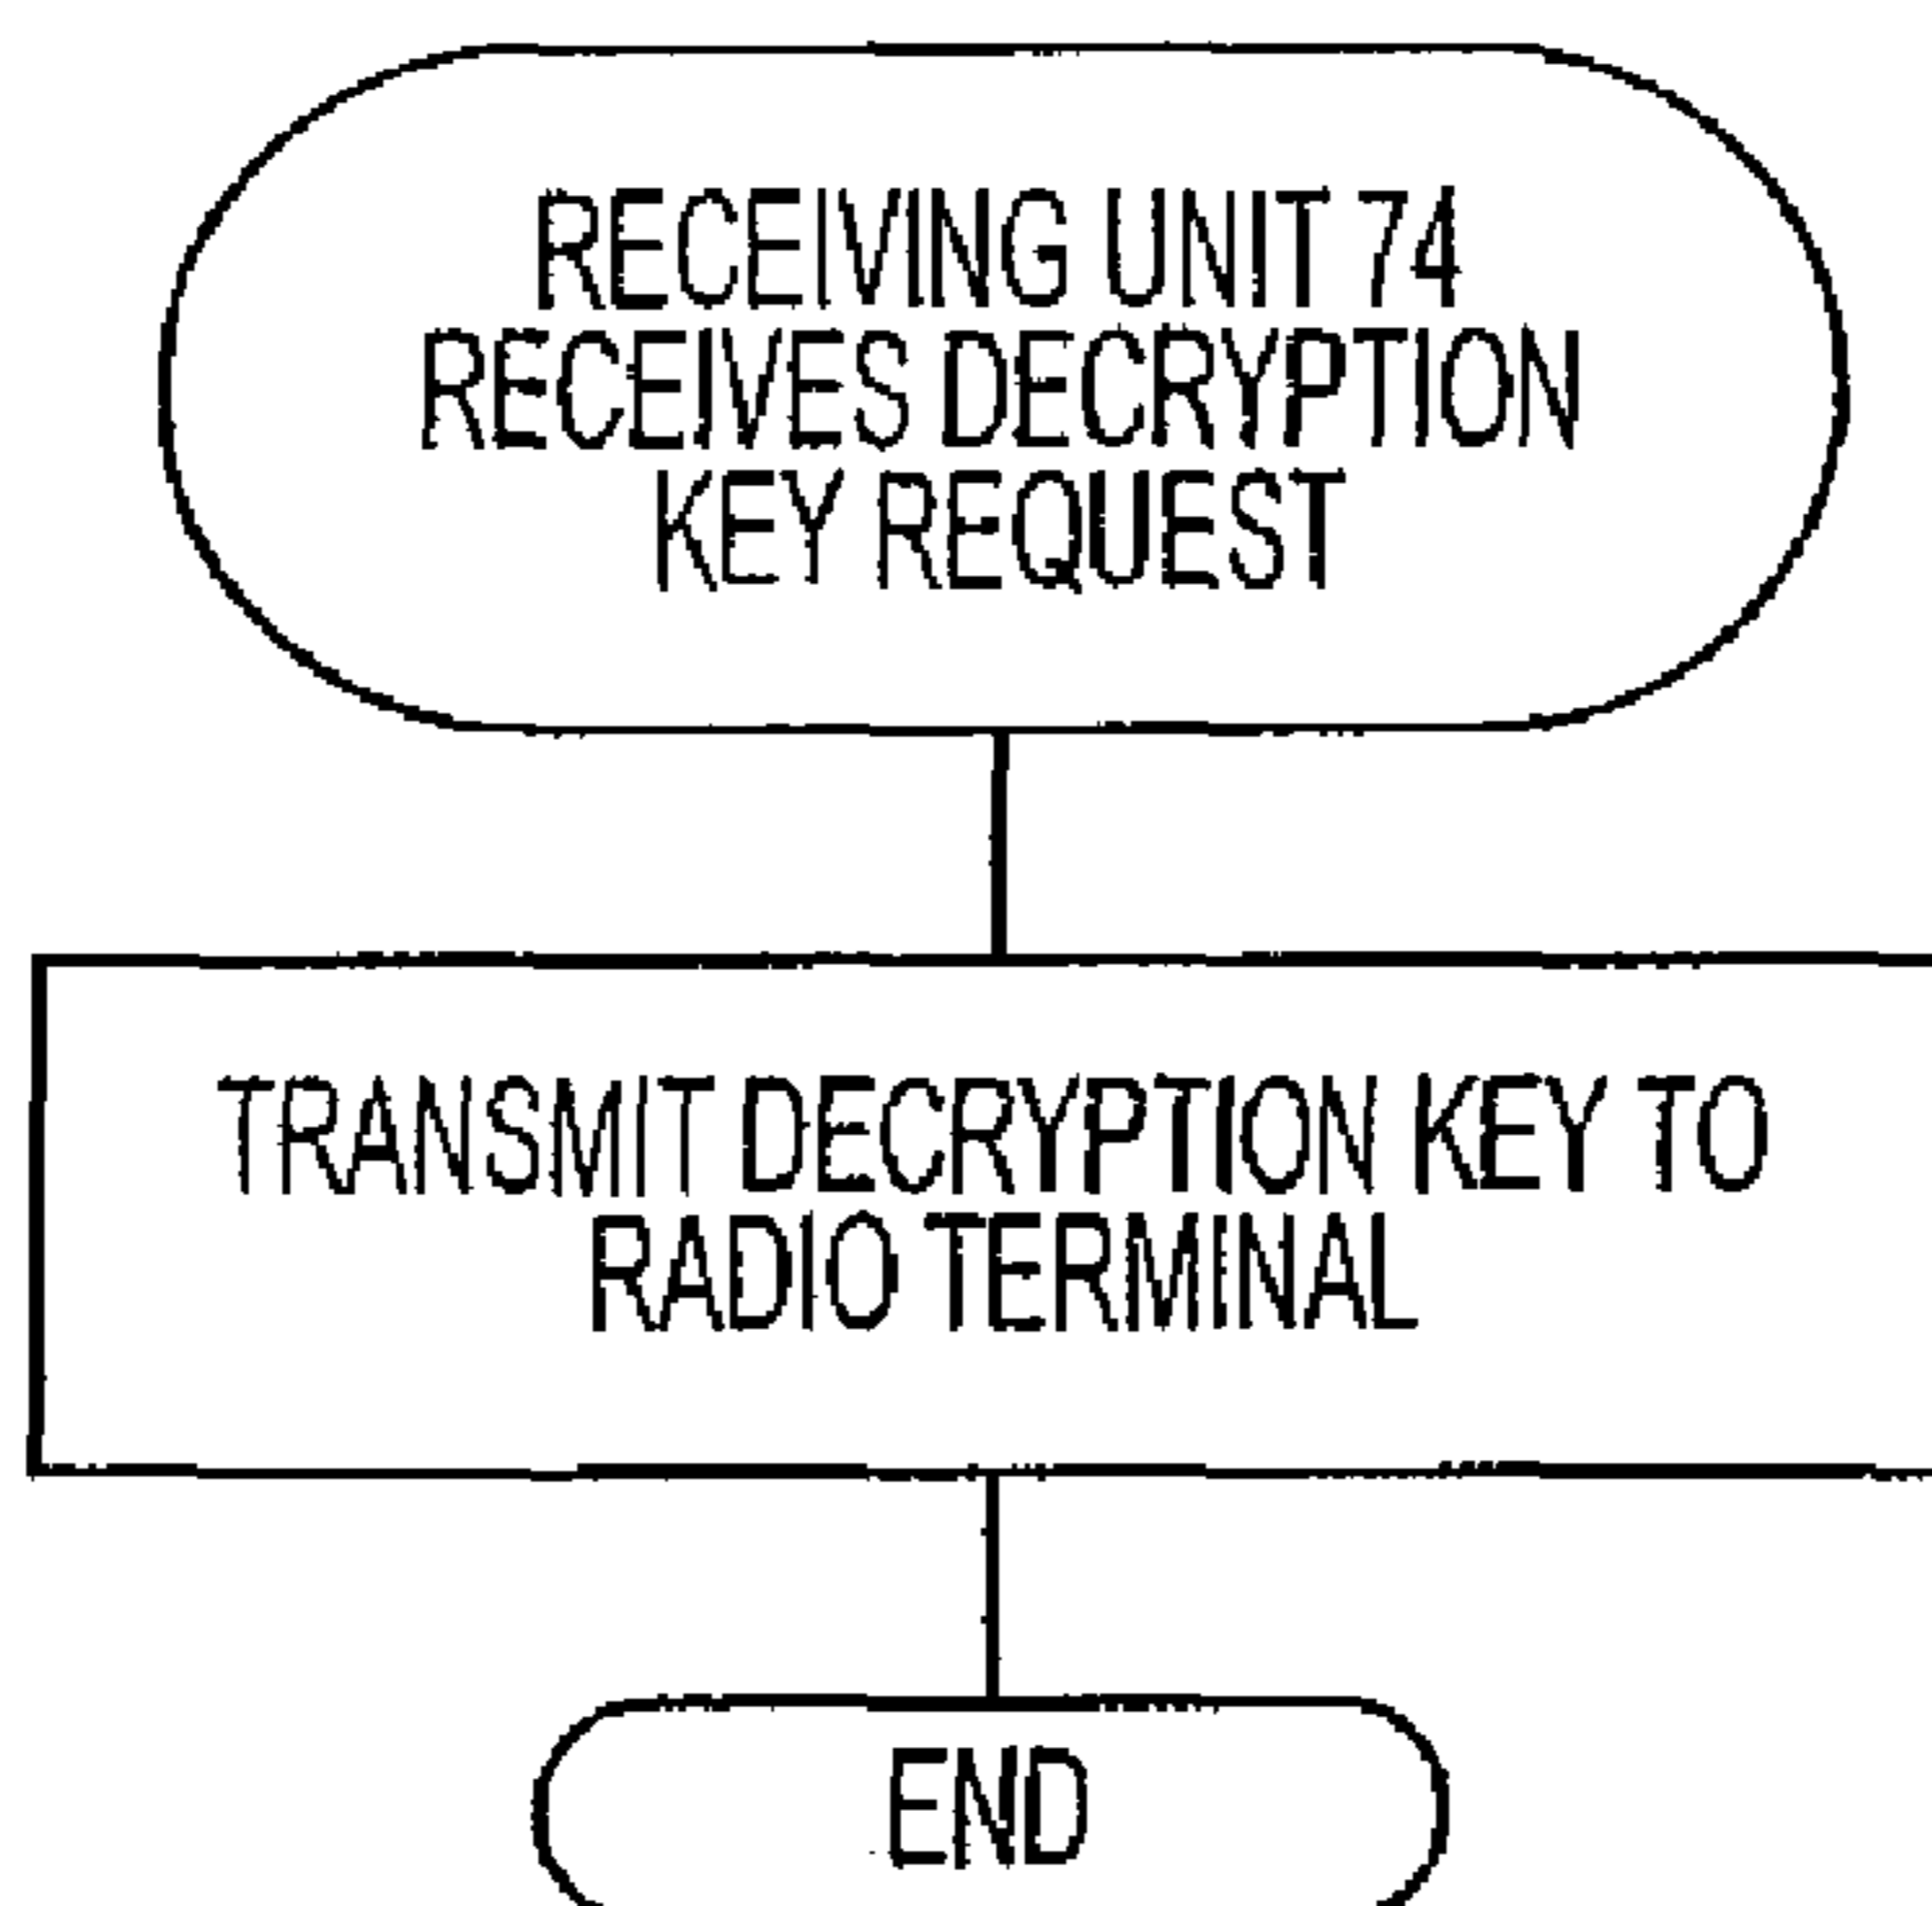 RECEIVING UNIT 74
RECEIVES DECRYPTION
KEY REQUEST
TRANSMIT DECRYPTION KEY TO
RADIO TERMINAL
END